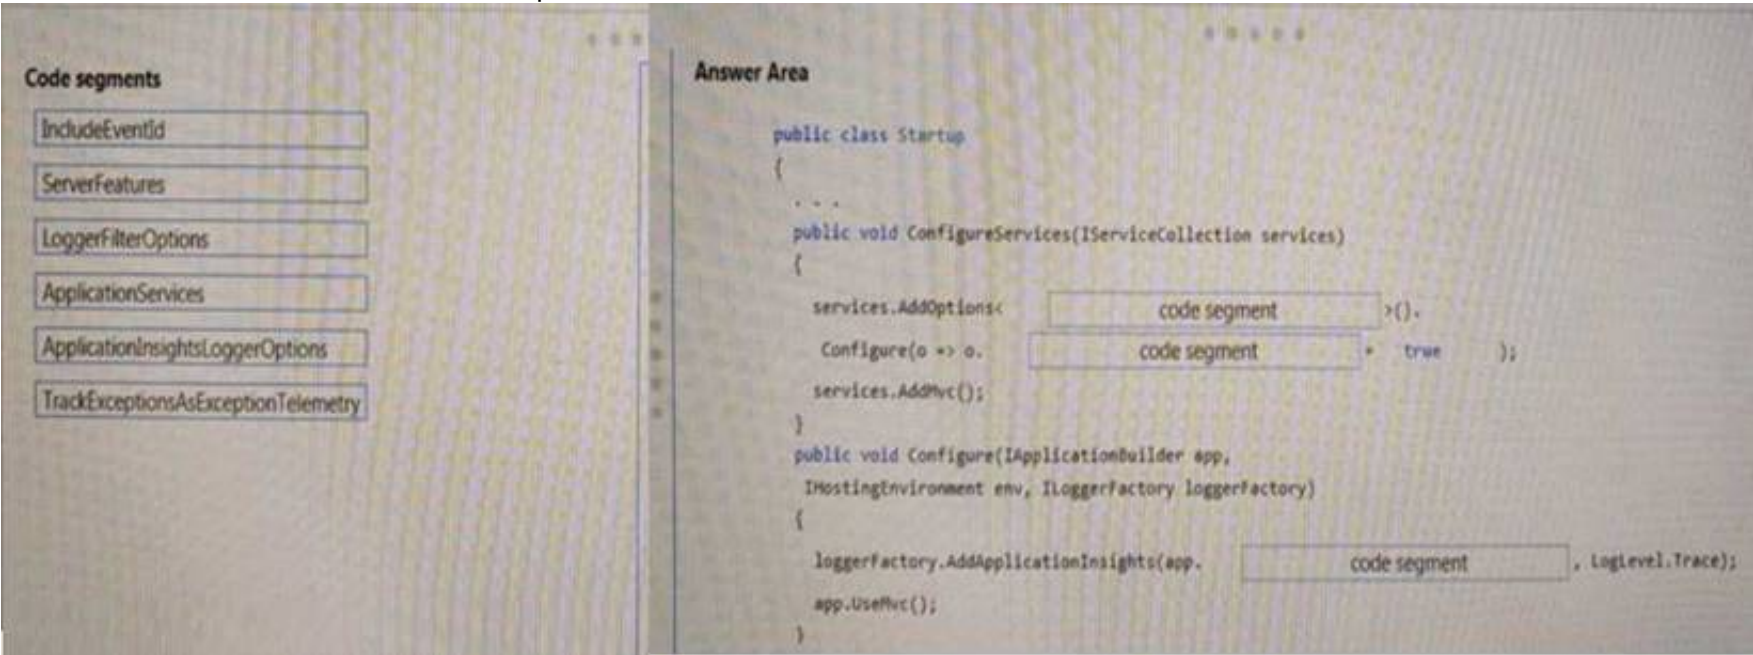 Code segments
IncludeEventId
ServerFeatures
LoggerFilterOptions
ApplicationServices
ApplicationInsightsLoggerOptions
TrackExceptionsAsExceptionTelemetry
Answer Area
public class Startup
{
. . .
public void ConfigureServices(IServiceCollection services)
{
services.AddOptions< code segment >().
Configure(o => o. code segment = true );
services.AddMvc();
}
public void Configure(IApplicationBuilder app,
IHostingEnvironment env, ILoggerFactory loggerFactory)
{
loggerFactory.AddApplicationInsights(app. code segment , LogLevel.Trace);
app.UseMvc();
}